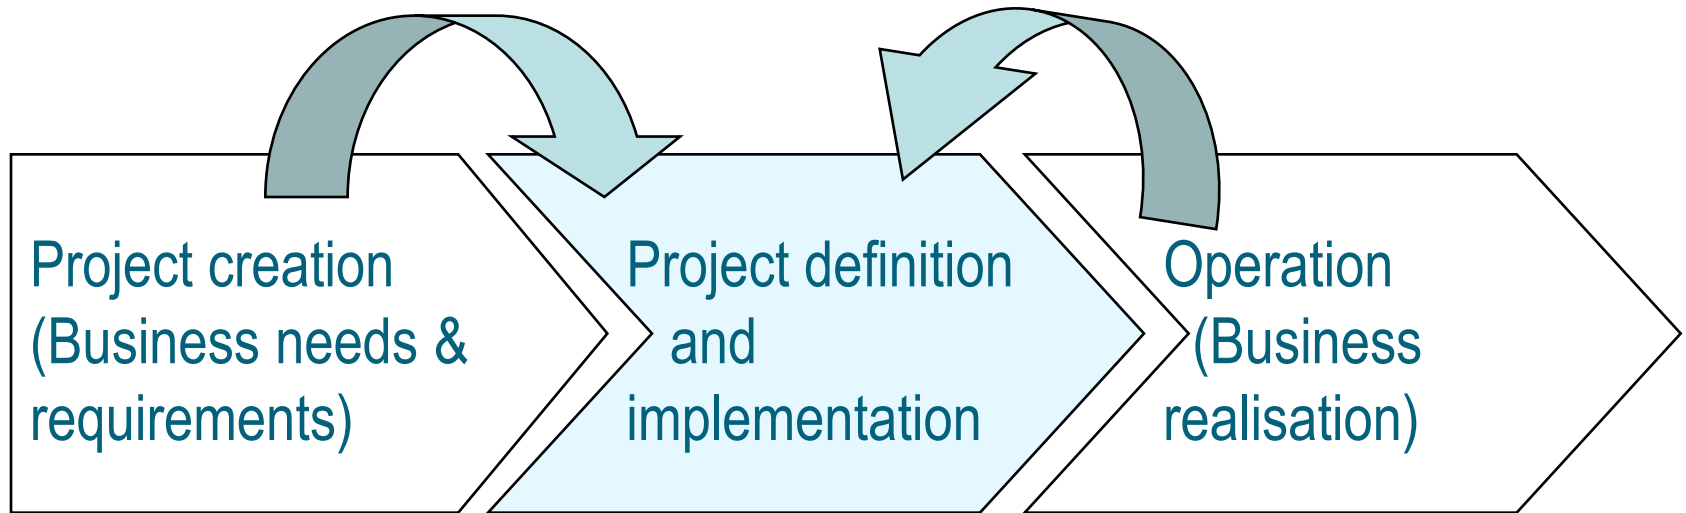 Project creation
(Business needs &
requirements)
Project definition
and
implementation
Operation
(Business
realisation)